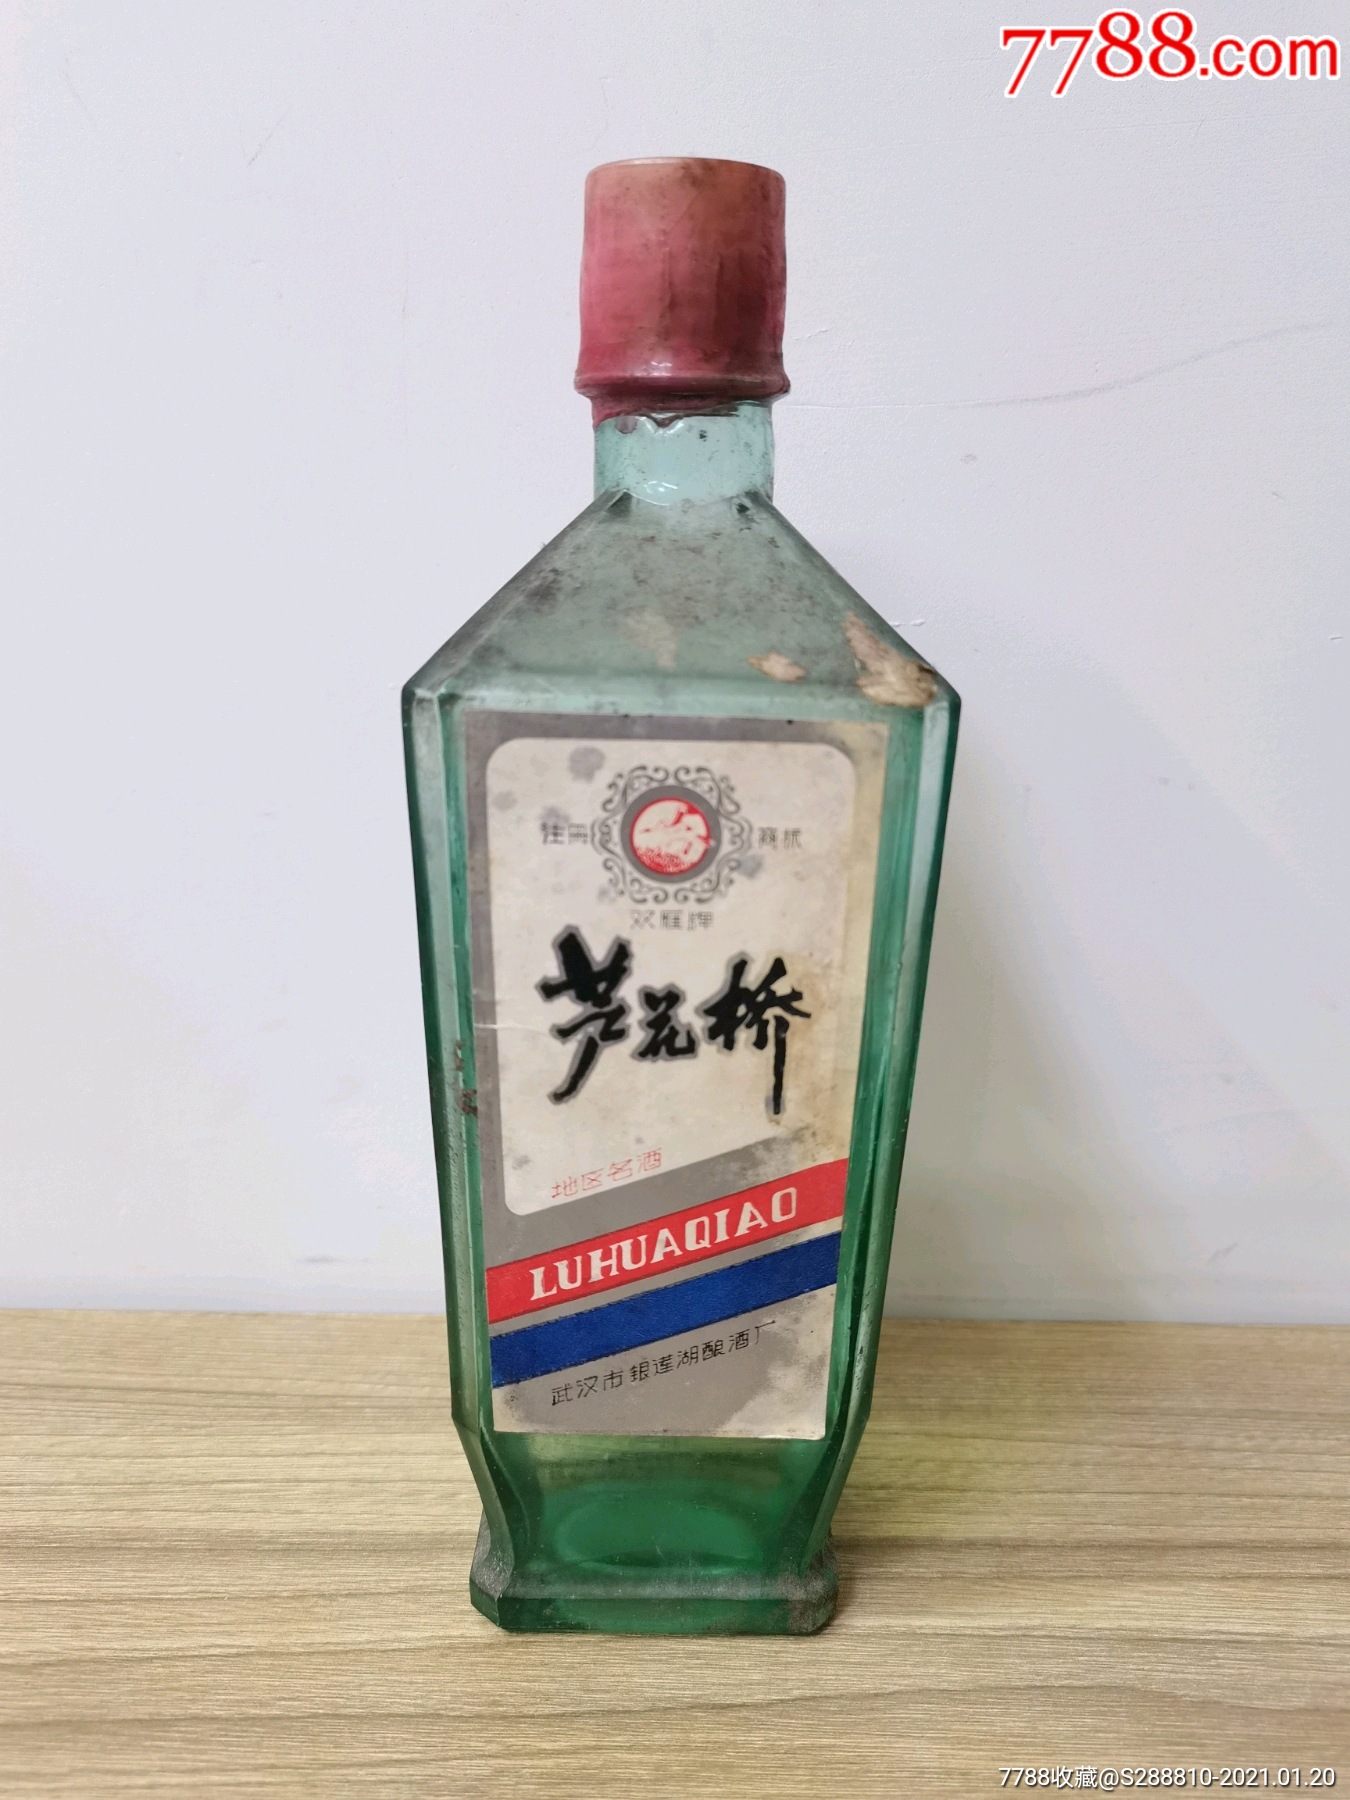 7788.com
注册 商标
双雁牌
芦花桥
地区名酒
LUHUAQIAO
武汉市银莲湖酿酒厂
7788收藏@S288810-2021.01.20